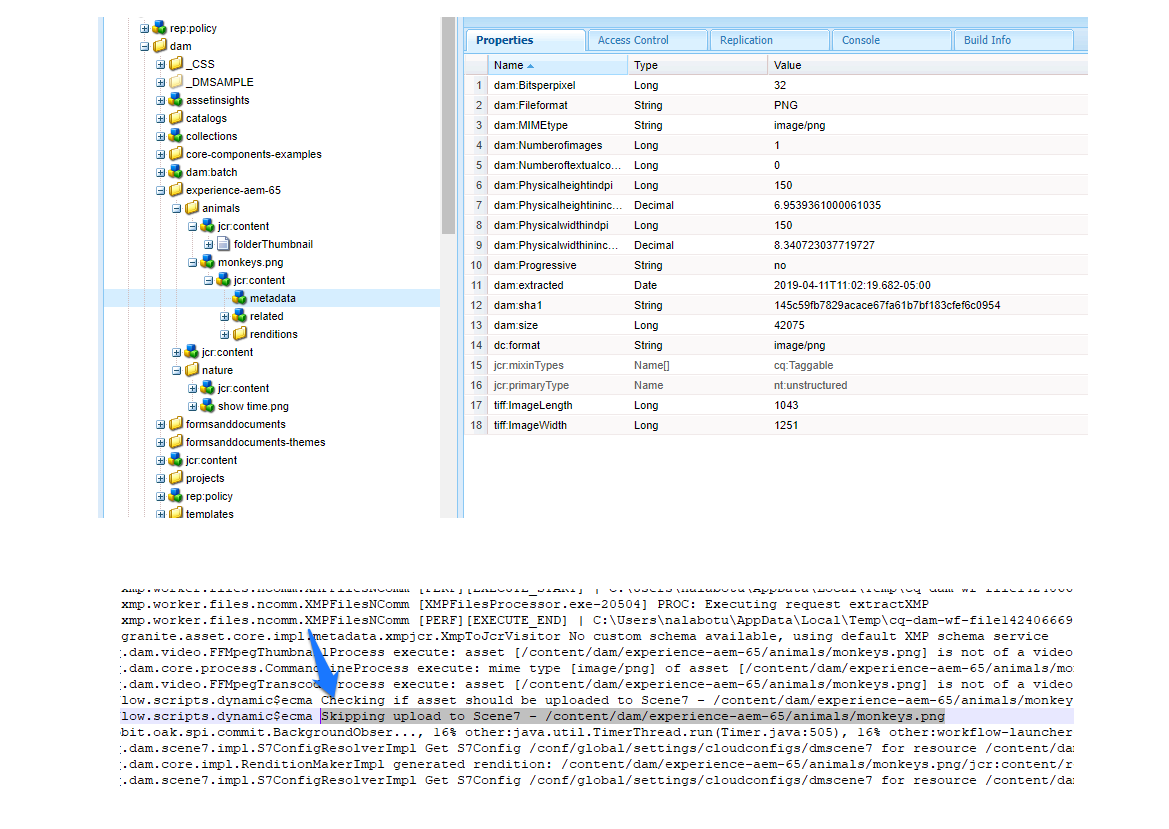 rep:policy
dam
_CSS
_DMSAMPLE
assetinsights
catalogs
collections
core-components-examples
dam:batch
experience-aem-65
animals
jcr:content
folderThumbnail
monkeys.png
jcr:content
metadata
related
renditions
jcr:content
nature
jcr:content
show time.png
formsanddocuments
formsanddocuments-themes
jcr:content
projects
rep:policy
templates
Properties Access Control Replication Console Build Info
Name Type Value
1 dam:Bitsperpixel Long 32
2 dam:Fileformat String PNG
3 dam:MIMEtype String image/png
4 dam:Numberofimages Long 1
5 dam:Numberoftextualco... Long 0
6 dam:Physicalheightindpi Long 150
7 dam:Physicalheightininc... Decimal 6.9539361000061035
8 dam:Physicalwidthindpi Long 150
9 dam:Physicalwidthininc... Decimal 8.340723037719727
10 dam:Progressive String no
11 dam:extracted Date 2019-04-11T11:02:19.682-05:00
12 dam:sha1 String 145c59fb7829acace67fa61b7bf183cfef6c0954
13 dam:size Long 42075
14 dc:format String image/png
15 jcr:mixinTypes Name[] cq:Taggable
16 jcr:primaryType Name nt:unstructured
17 tiff:ImageLength Long 1043
18 tiff:ImageWidth Long 1251
xmp.worker.files.ncomm.XMPFilesNComm [PERF][EXECUTE_START] | C:\Users\nalabotu\AppData\Local\Temp\cq-dam-wf-file1424066
xmp.worker.files.ncomm.XMPFilesNComm [XMPFilesProcessor.exe-20504] PROC: Executing request extractXMP
xmp.worker.files.ncomm.XMPFilesNComm [PERF][EXECUTE_END] | C:\Users\nalabotu\AppData\Local\Temp\cq-dam-wf-file142406669
granite.asset.core.impl.metadata.xmpjcr.XmpToJcrVisitor No custom schema available, using default XMP schema service
.dam.video.FFMpegThumbnailProcess execute: asset [/content/dam/experience-aem-65/animals/monkeys.png] is not of a video
.dam.core.process.CommandLineProcess execute: mime type [image/png] of asset [/content/dam/experience-aem-65/animals/mo
.dam.video.FFMpegTranscodeProcess execute: asset [/content/dam/experience-aem-65/animals/monkeys.png] is not of a video
low.scripts.dynamic$ecma Checking if asset should be uploaded to Scene7 - /content/dam/experience-aem-65/animals/monkey
low.scripts.dynamic$ecma Skipping upload to Scene7 - /content/dam/experience-aem-65/animals/monkeys.png
bit.oak.spi.commit.BackgroundObser..., 16% other:java.util.TimerThread.run(Timer.java:505), 16% other:workflow-launcher
.dam.scene7.impl.S7ConfigResolverImpl Get S7Config /conf/global/settings/cloudconfigs/dmscene7 for resource /content/da
.dam.core.impl.RenditionMakerImpl generated rendition: /content/dam/experience-aem-65/animals/monkeys.png/jcr:content/r
.dam.scene7.impl.S7ConfigResolverImpl Get S7Config /conf/global/settings/cloudconfigs/dmscene7 for resource /content/da